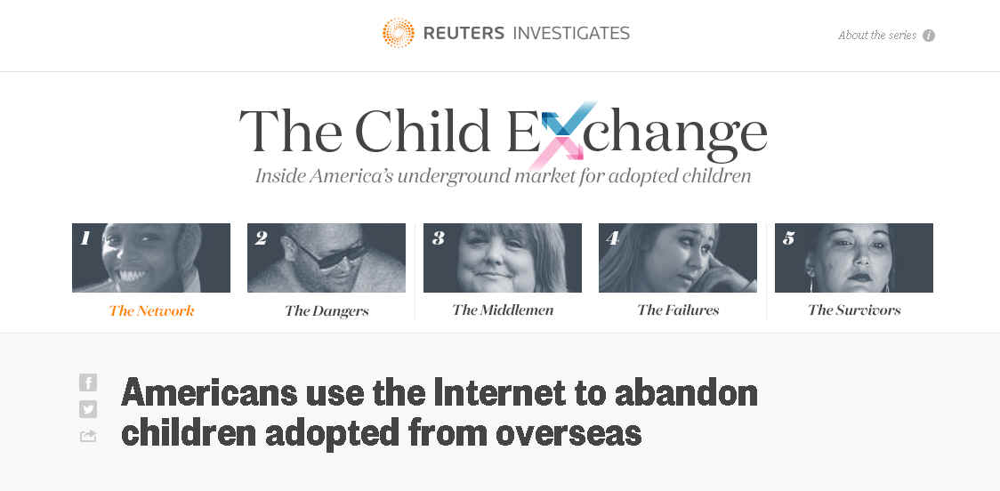 REUTERS INVESTIGATES
About the series i
The Child Exchange
Inside America's underground market for adopted children
1 2 3 4 5
The Network The Dangers The Middlemen The Failures The Survivors
Americans use the Internet to abandon
children adopted from overseas